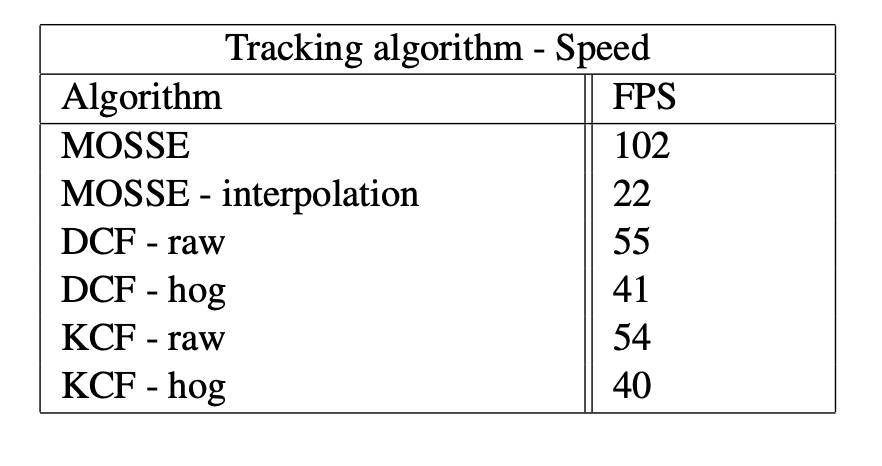 Tracking algorithm - Speed
Algorithm FPS
MOSSE 102
MOSSE - interpolation 22
DCF - raw 55
DCF - hog 41
KCF - raw 54
KCF - hog 40